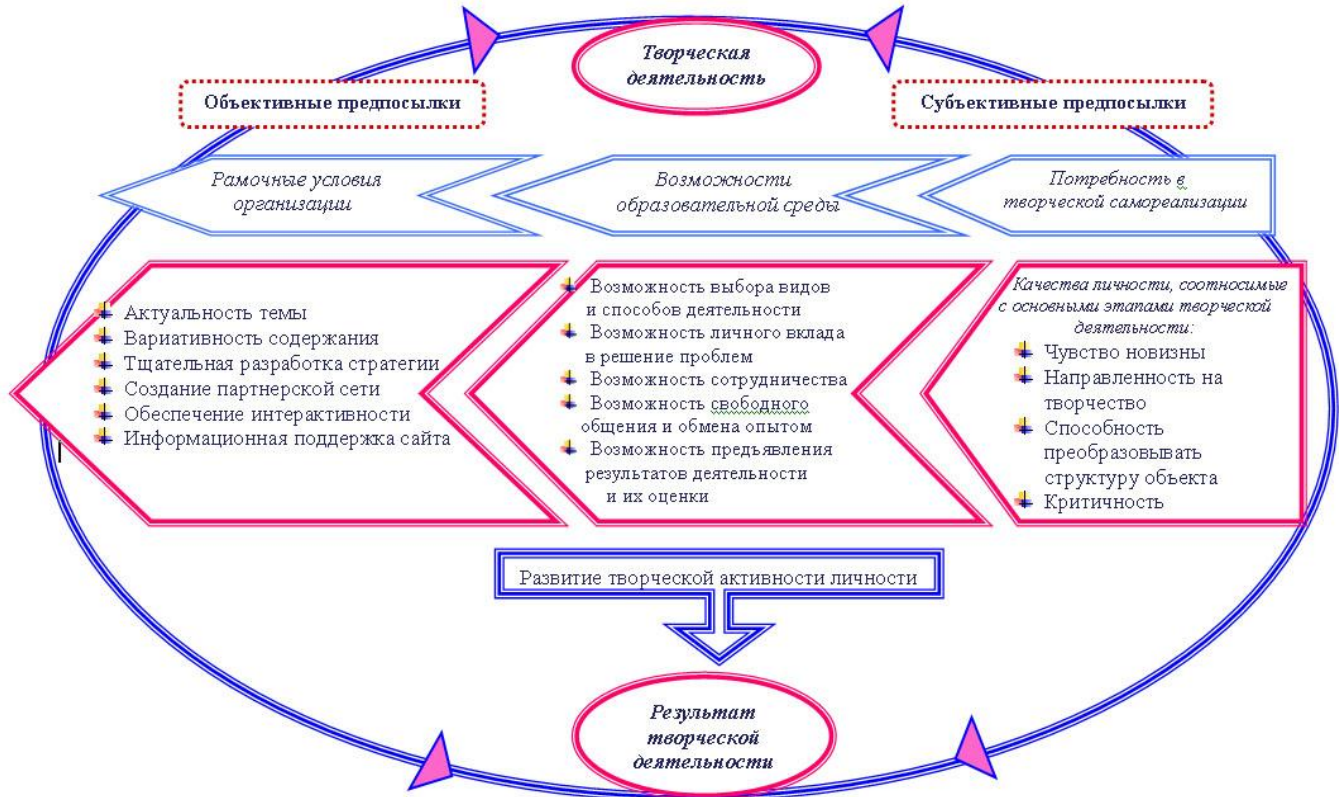 Творческая
деятельность
Объективные предпосылки
Субъективные предпосылки
Рамочные условия
организации
Возможности
образовательной среды
Потребность в
творческой самореализации
Актуальность темы
Вариативность содержания
Тщательная разработка стратегии
Создание партнерской сети
Обеспечение интерактивности
Информационная поддержка сайта
Возможность выбора видов
и способов деятельности
Возможность личного вклада
в решение проблем
Возможность сотрудничества
Возможность свободного
общения и обмена опытом
Возможность предъявления
результатов деятельности
и их оценки
Качества личности, соотносимые
с основными этапами творческой
деятельности:
Чувство новизны
Направленность на
творчество
Способность
преобразовывать
структуру объекта
Критичность
Развитие творческой активности личности
Результат
творческой
деятельности